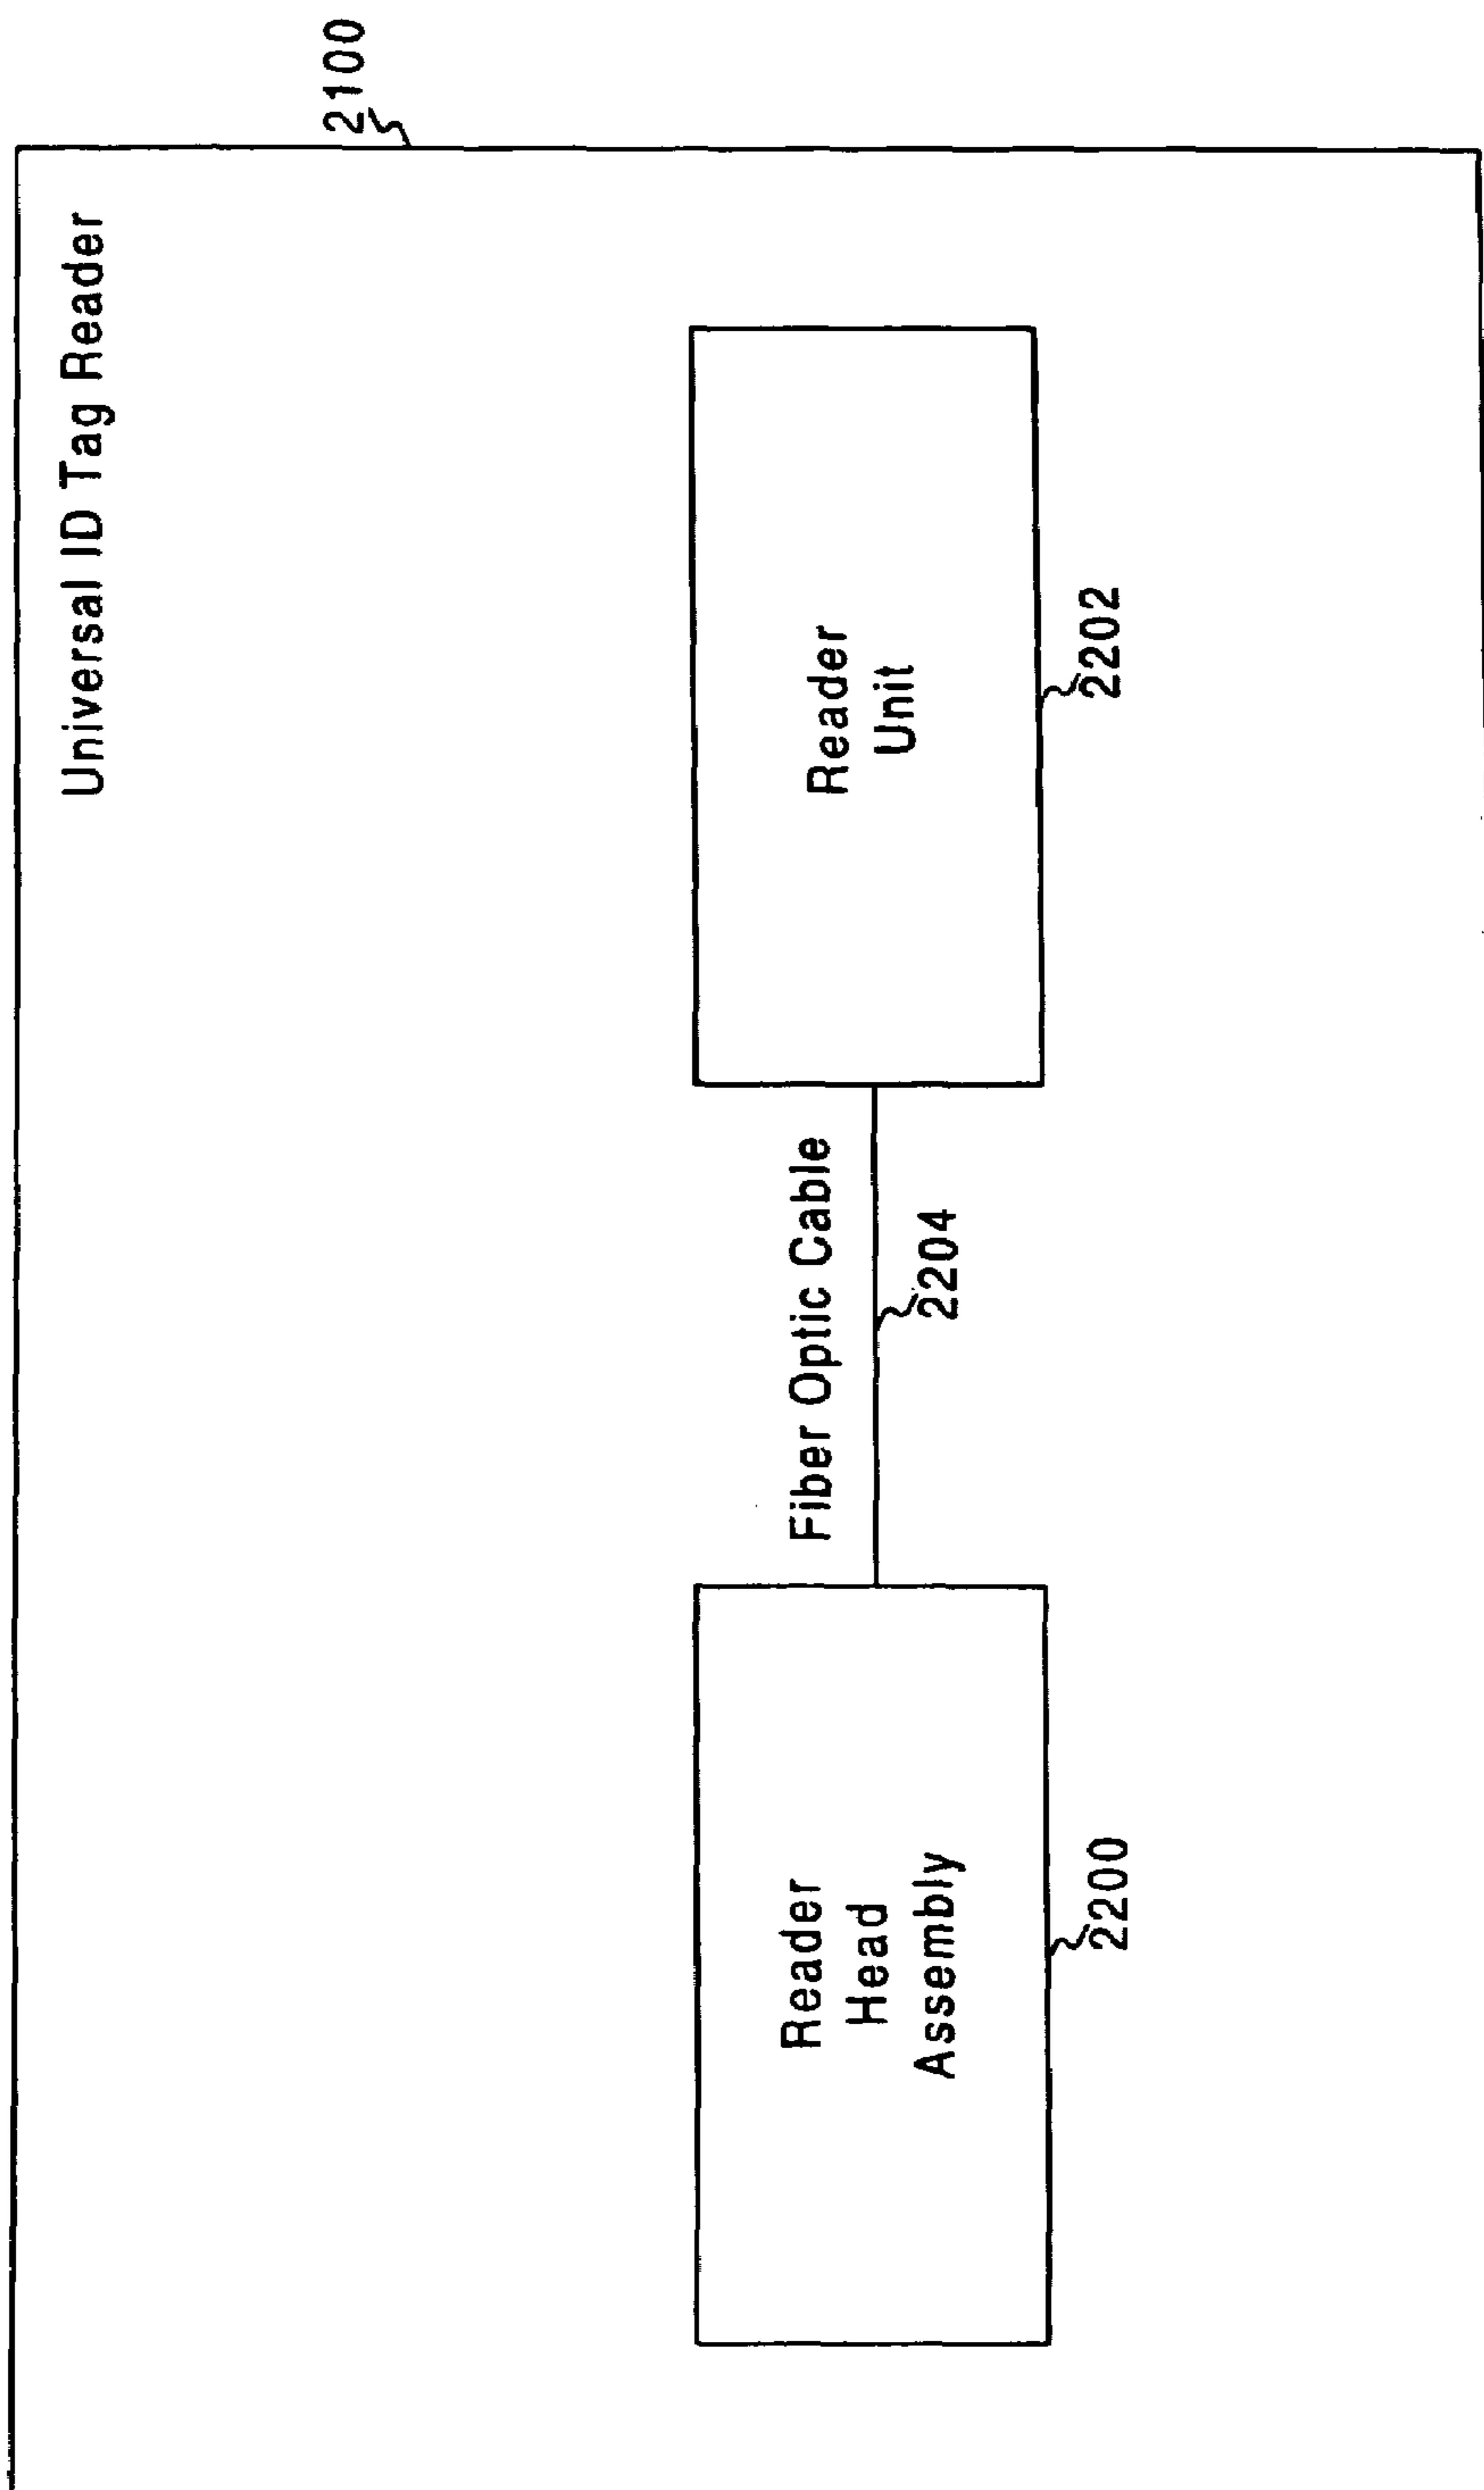 Universal ID Tag Reader
2100
Reader
Head
Assembly
2200
Fiber Optic Cable
2204
Reader
Unit
2202